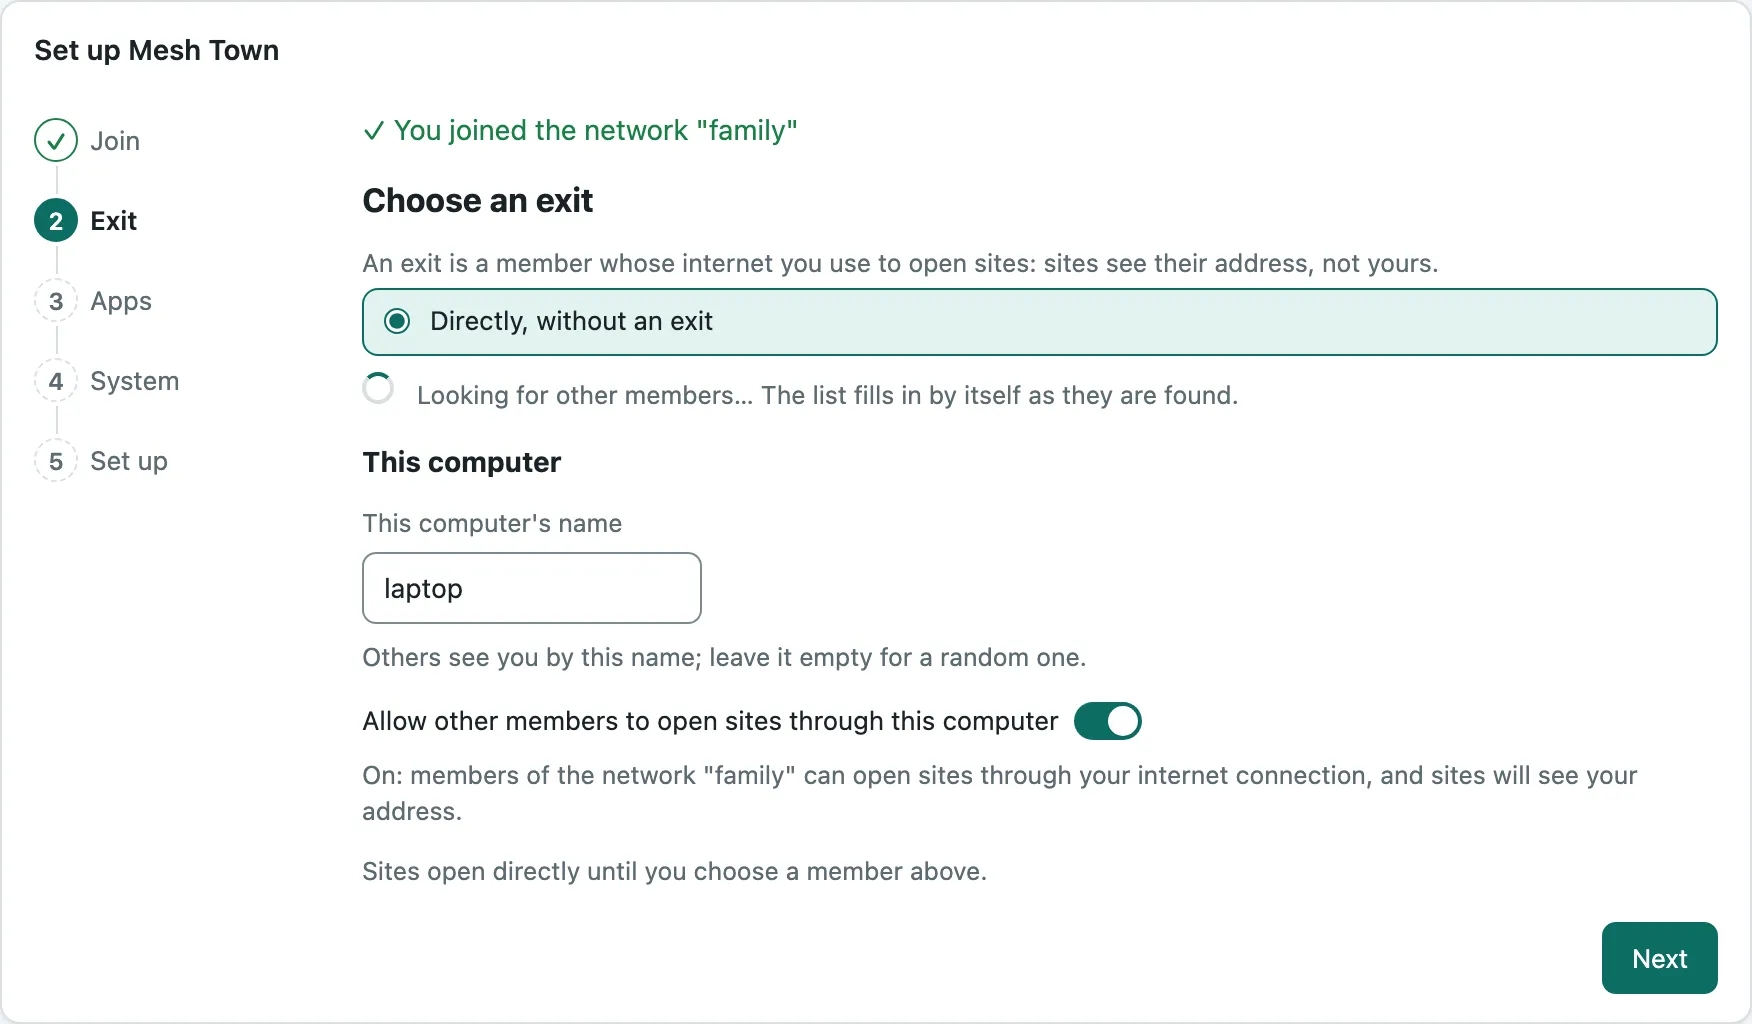 Set up Mesh Town
Join
2 Exit
3 Apps
4 System
5 Set up
✓ You joined the network "family"
Choose an exit
An exit is a member whose internet you use to open sites: sites see their address, not yours.
Directly, without an exit
Looking for other members... The list fills in by itself as they are found.
This computer
This computer's name
laptop
Others see you by this name; leave it empty for a random one.
Allow other members to open sites through this computer
On: members of the network "family" can open sites through your internet connection, and sites will see your
address.
Sites open directly until you choose a member above.
Next